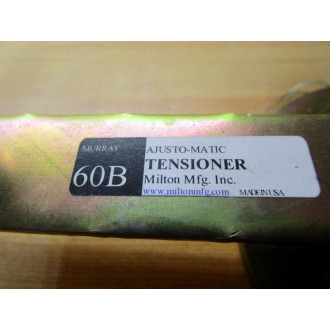 MURRAY
60B
AJUSTO-MATIC
TENSIONER
Milton Mfg. Inc.
www.miltonmfg.com MADE IN USA